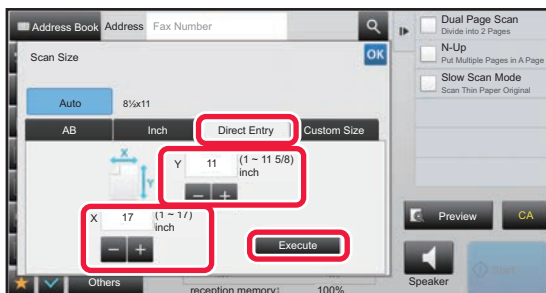 Address Book Address Fax Number
Dual Page Scan
Divide into 2 Pages
N-Up
Put Multiple Pages in A Page
Slow Scan Mode
Scan Thin Paper Original
Scan Size
OK
Auto 8½x11
AB Inch Direct Entry Custom Size
X
Y
Y 11 (1 ~ 11 5/8)
inch
− +
X 17 (1 ~ 17)
inch
− +
Execute
Preview CA
Others
reception memory: 100%
Speaker
Start